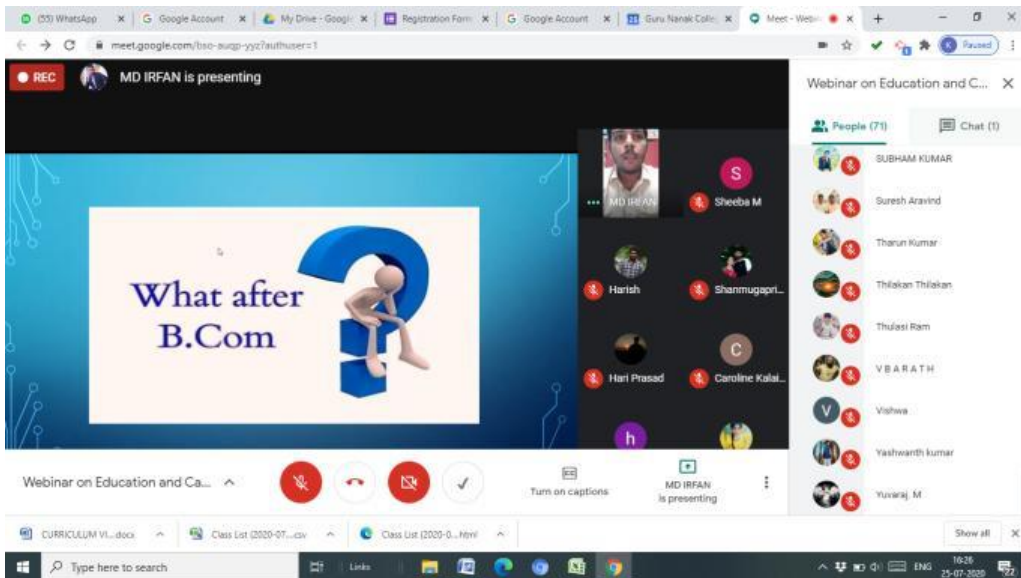 (55) WhatsApp
Google Account
My Drive - Googl
Registration Form
Google Account
Guru Nanak Colle
Meet - Webin
meet.google.com/bso-auqp-yyz?authuser=1
K
Paused
REC
MD IRFAN is presenting
Webinar on Education and C...
People (71)
Chat (1)
What after
B.Com
MD IRFAN
S
Sheeba M
Harish
Shanmugapri...
Hari Prasad
C
Caroline Kalai...
h
SUBHAM KUMAR
Suresh Aravind
Tharun Kumar
Thilakan Thilakan
Thulasi Ram
V B A R A T H
V
Vishwa
Yashwanth kumar
Yuvaraj. M
Webinar on Education and Ca...
Turn on captions
MD IRFAN
is presenting
CURRICULUM VI...docx
Class List (2020-07....csv
Class List (2020-0...html
Show all
Type here to search
Links
ENG
16:26
25-07-2020
22